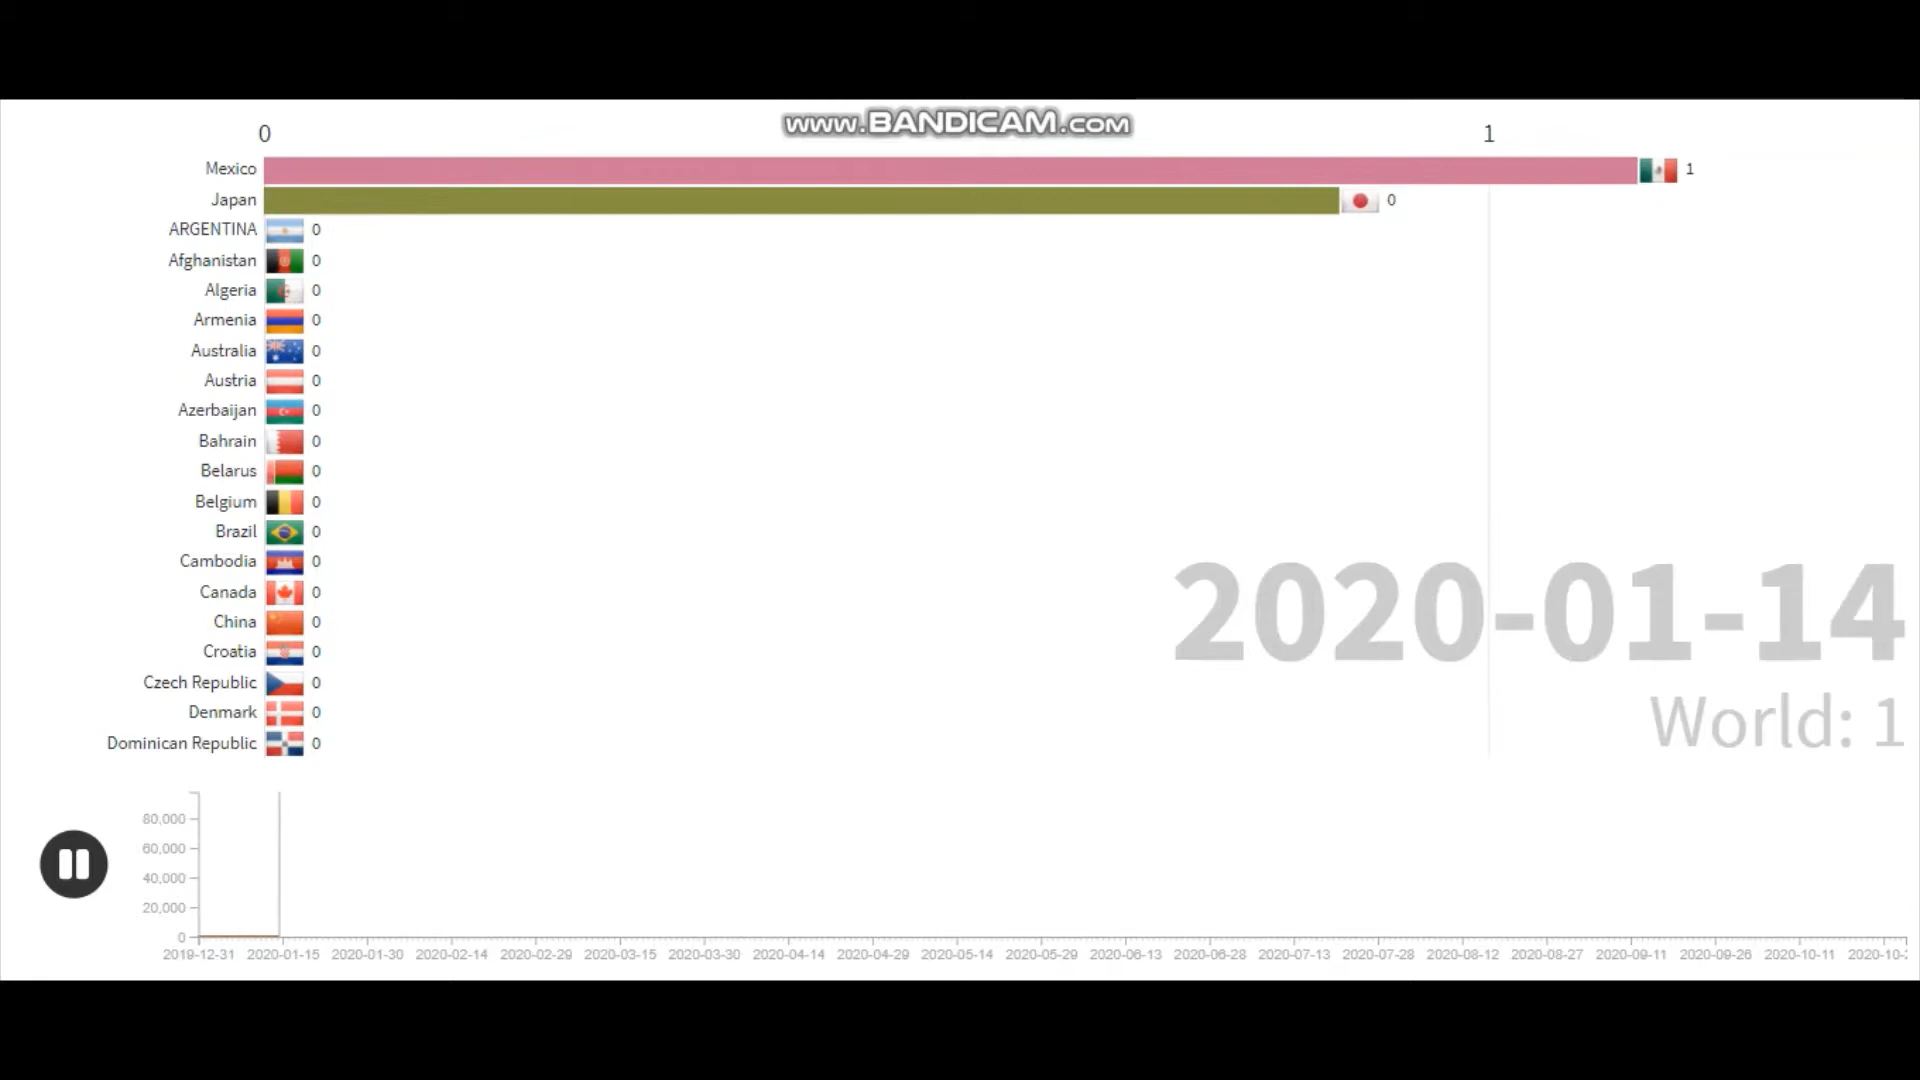 www.BANDICAM.com
0 1
Mexico 1
Japan 0
ARGENTINA 0
Afghanistan 0
Algeria 0
Armenia 0
Australia 0
Austria 0
Azerbaijan 0
Bahrain 0
Belarus 0
Belgium 0
Brazil 0
Cambodia 0
Canada 0
China 0
Croatia 0
Czech Republic 0
Denmark 0
Dominican Republic 0
2020-01-14
World: 1
80,000
60,000
40,000
20,000
0
2019-12-31 2020-01-15 2020-01-30 2020-02-14 2020-02-29 2020-03-15 2020-03-30 2020-04-14 2020-04-29 2020-05-14 2020-05-29 2020-06-13 2020-06-28 2020-07-13 2020-07-28 2020-08-12 2020-08-27 2020-09-11 2020-09-26 2020-10-11 2020-10-